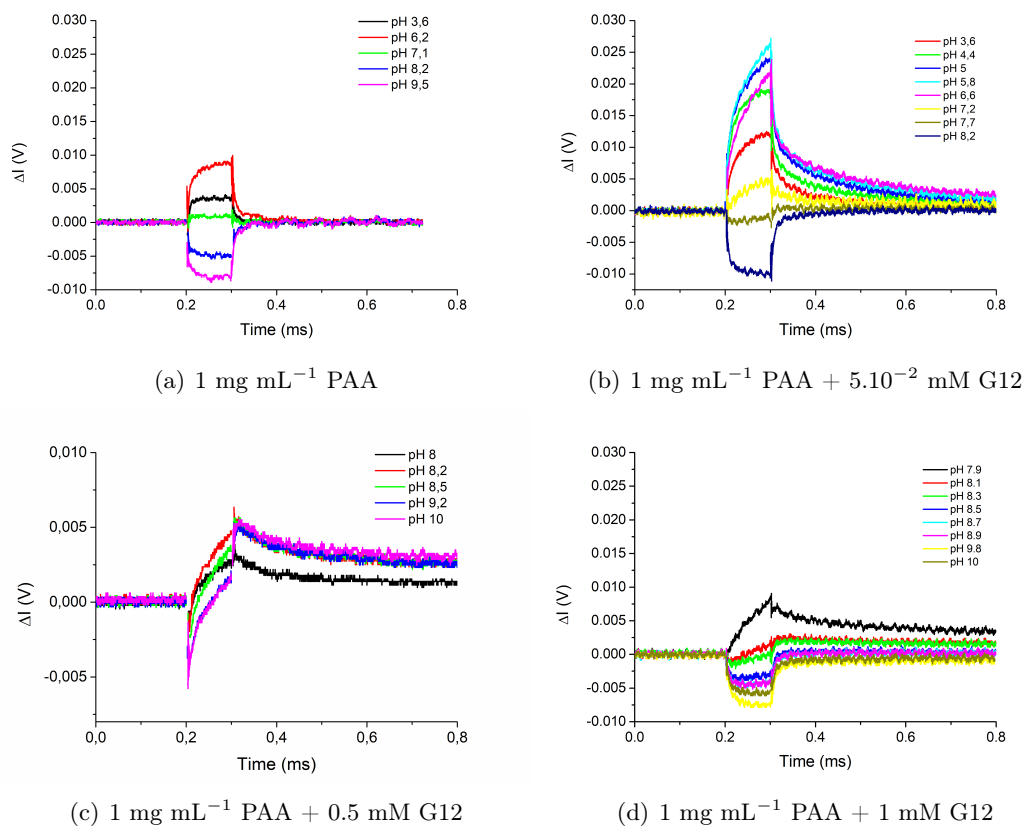 0.030
0.025
0.020
0.015
0.010
0.005
0.000
-0.005
-0.010
ΔI (V)
pH 3,6
pH 6,2
pH 7,1
pH 8,2
pH 9,5
0.0 0.2 0.4 0.6 0.8
Time (ms)
(a) 1 mg mL−1 PAA
0.030
0.025
0.020
0.015
0.010
0.005
0.000
-0.005
-0.010
ΔI (V)
pH 3,6
pH 4,4
pH 5
pH 5,8
pH 6,6
pH 7,2
pH 7,7
pH 8,2
0.0 0.2 0.4 0.6 0.8
Time (ms)
(b) 1 mg mL−1 PAA + 5.10−2 mM G12
0,010
0,005
0,000
-0,005
ΔI (V)
pH 8
pH 8,2
pH 8,5
pH 9,2
pH 10
0,0 0,2 0,4 0,6 0,8
Time (ms)
(c) 1 mg mL−1 PAA + 0.5 mM G12
0.030
0.025
0.020
0.015
0.010
0.005
0.000
-0.005
-0.010
ΔI (V)
pH 7.9
pH 8.1
pH 8.3
pH 8.5
pH 8.7
pH 8.9
pH 9.8
pH 10
0.0 0.2 0.4 0.6 0.8
Time (ms)
(d) 1 mg mL−1 PAA + 1 mM G12